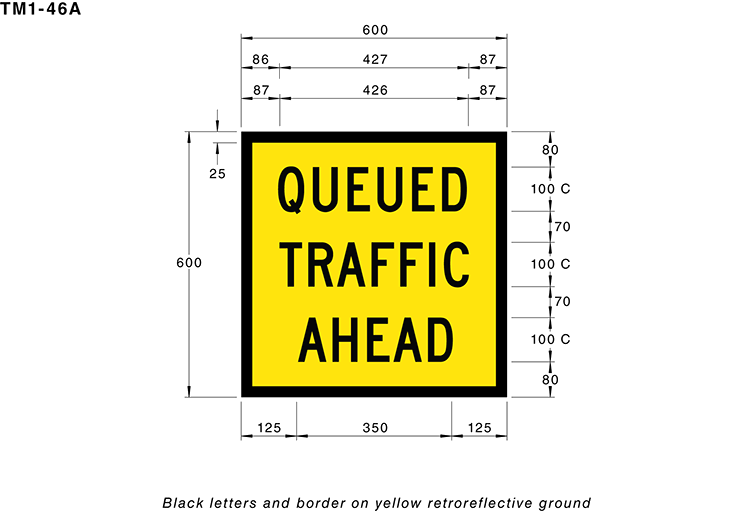 TM1-46A
600
86 427 87
87 426 87
80
25
QUEUED
100 C
70
600
TRAFFIC
100 C
70
AHEAD
100 C
80
125 350 125
Black letters and border on yellow retroreflective ground